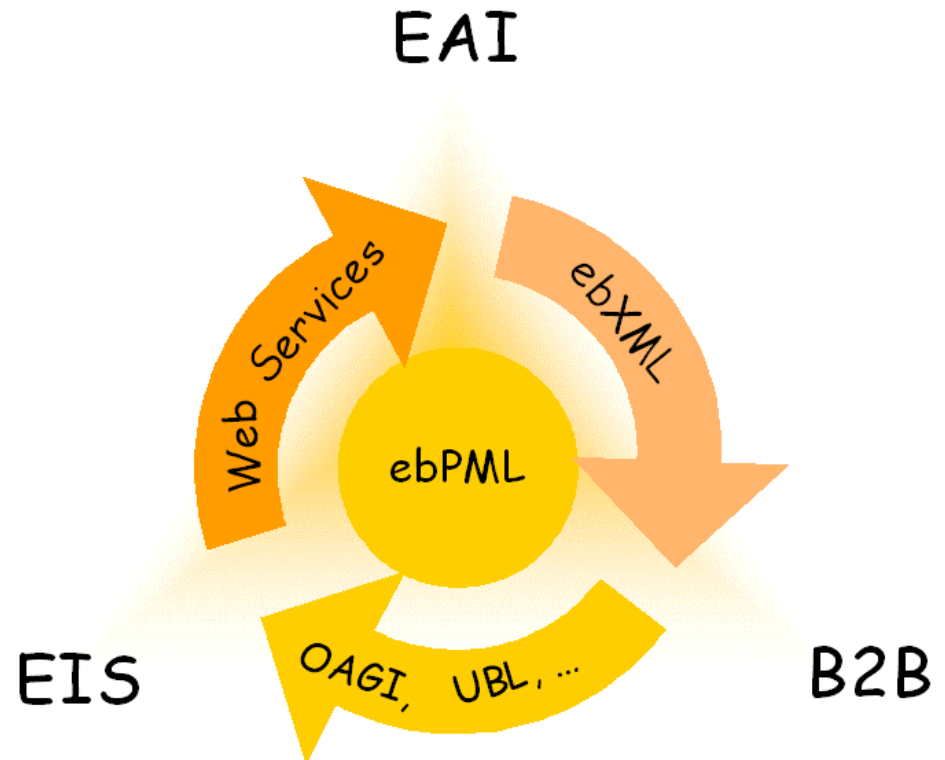 EAI
Web Services
ebXML
ebPML
OAGI, UBL, ...
EIS
B2B